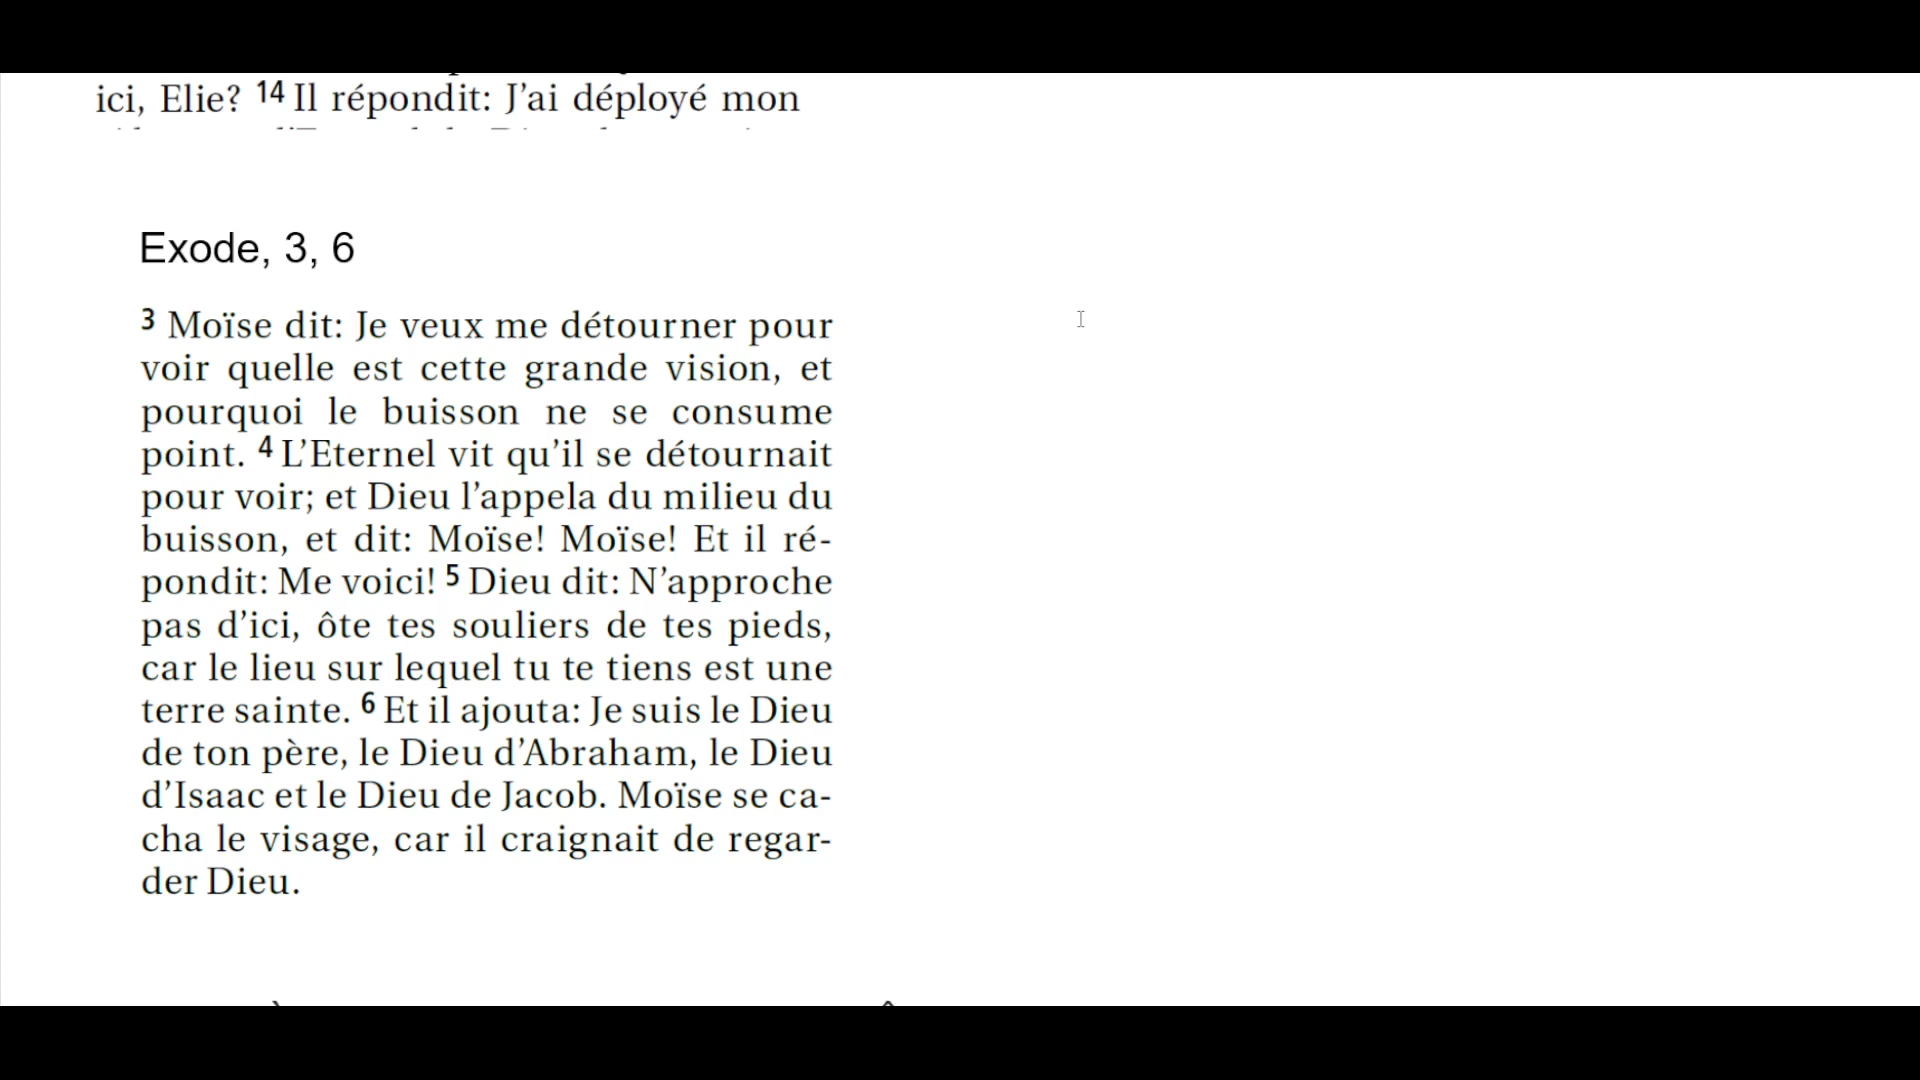 ici, Elie? 14 Il répondit: J’ai déployé mon
Exode, 3, 6
3 Moïse dit: Je veux me détourner pour
voir quelle est cette grande vision, et
pourquoi le buisson ne se consume
point. 4 L’Eternel vit qu’il se détournait
pour voir; et Dieu l’appela du milieu du
buisson, et dit: Moïse! Moïse! Et il ré-
pondit: Me voici! 5 Dieu dit: N’approche
pas d’ici, ôte tes souliers de tes pieds,
car le lieu sur lequel tu te tiens est une
terre sainte. 6 Et il ajouta: Je suis le Dieu
de ton père, le Dieu d’Abraham, le Dieu
d’Isaac et le Dieu de Jacob. Moïse se ca-
cha le visage, car il craignait de regar-
der Dieu.